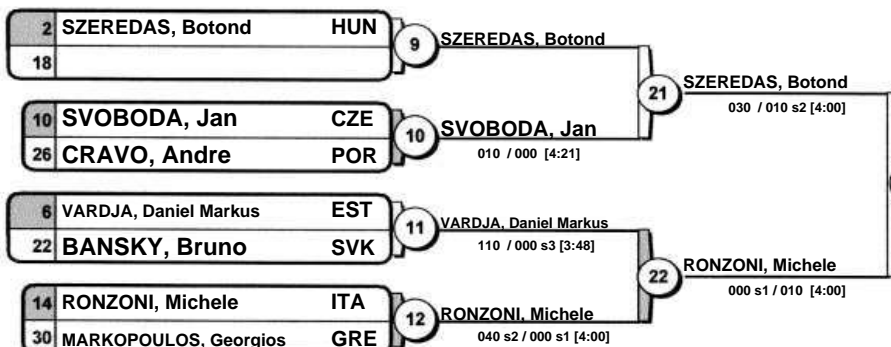 2 SZEREDAS, Botond HUN
18
9
SZEREDAS, Botond
10 SVOBODA, Jan CZE
26 CRAVO, Andre POR
10
SVOBODA, Jan
010 / 000 [4:21]
21
SZEREDAS, Botond
030 / 010 s2 [4:00]
6 VARDJA, Daniel Markus EST
22 BANSKY, Bruno SVK
11
VARDJA, Daniel Markus
110 / 000 s3 [3:48]
14 RONZONI, Michele ITA
30 MARKOPOULOS, Georgios GRE
12
RONZONI, Michele
040 s2 / 000 s1 [4:00]
22
RONZONI, Michele
000 s1 / 010 [4:00]